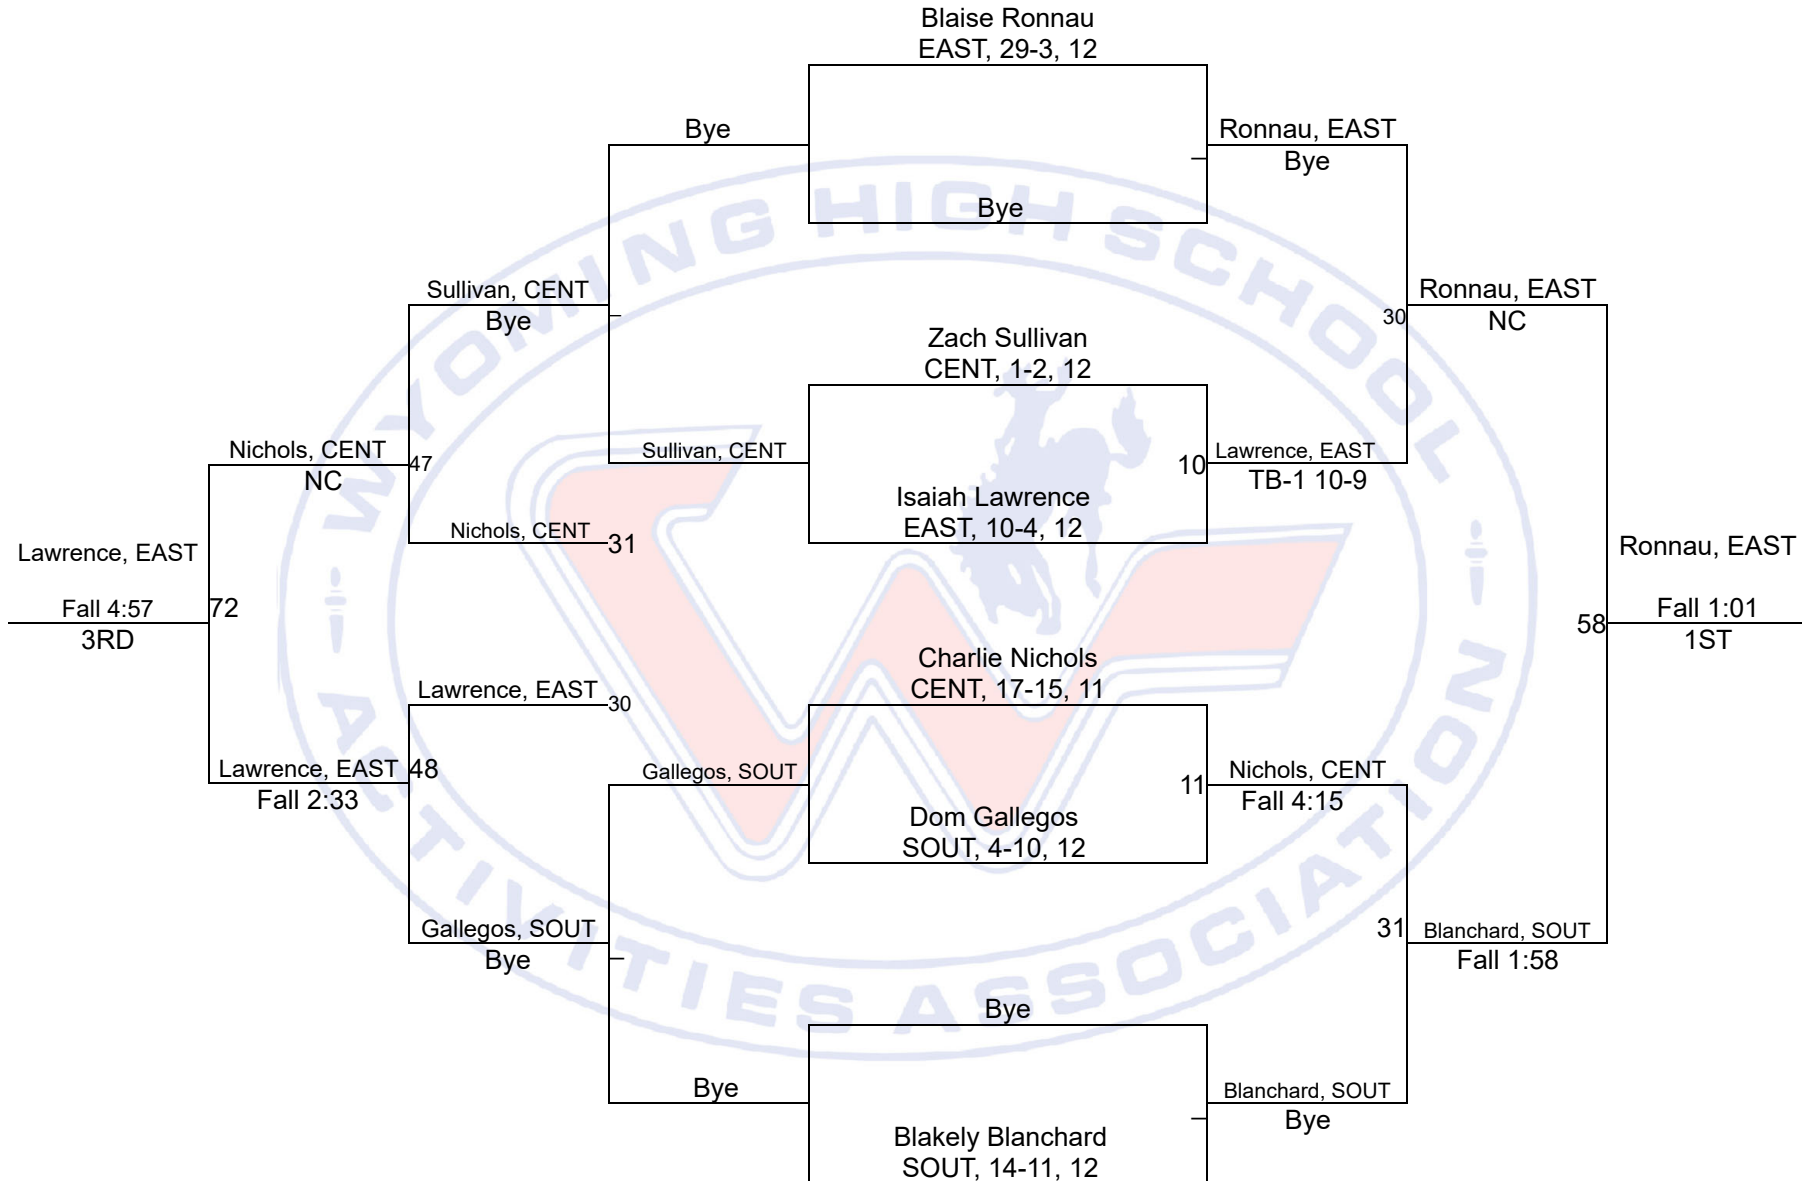 Blaise Ronnau
EAST, 29-3, 12
Bye
Ronnau, EAST
Bye
Bye
Sullivan, CENT
Bye
Ronnau, EAST
30
NC
Zach Sullivan
CENT, 1-2, 12
Nichols, CENT
47
NC
Sullivan, CENT
10
Lawrence, EAST
TB-1 10-9
Isaiah Lawrence
EAST, 10-4, 12
Nichols, CENT
31
Lawrence, EAST
Fall 4:57
72
3RD
Ronnau, EAST
58
Fall 1:01
1ST
Charlie Nichols
CENT, 17-15, 11
Lawrence, EAST
30
Lawrence, EAST
48
Fall 2:33
Gallegos, SOUT
11
Nichols, CENT
Fall 4:15
Dom Gallegos
SOUT, 4-10, 12
Gallegos, SOUT
Bye
31
Blanchard, SOUT
Fall 1:58
Bye
Bye
Blanchard, SOUT
Bye
Blakely Blanchard
SOUT, 14-11, 12
WYOMING HIGH SCHOOL
ACTIVITIES ASSOCIATION